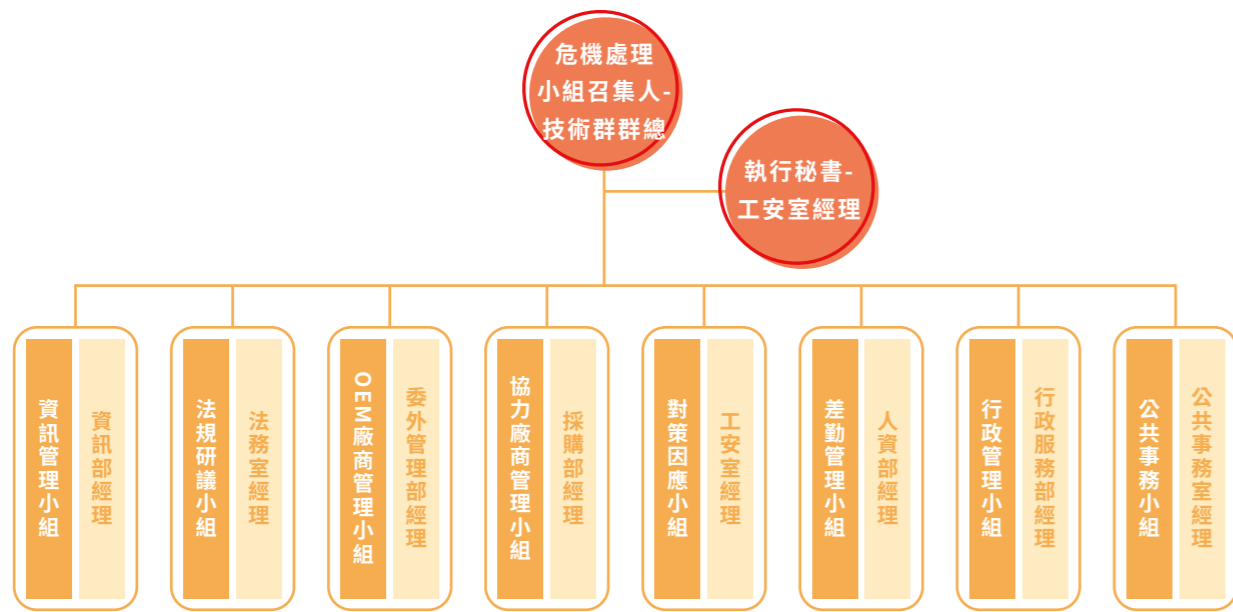 危機處理
小組召集人-
技術群群總
執行秘書-
工安室經理
資訊管理小組
資訊部經理
法規研議小組
法務室經理
OEM廠商管理小組
委外管理部經理
協力廠商管理小組
採購部經理
對策因應小組
工安室經理
差勤管理小組
人資部經理
行政管理小組
行政服務部經理
公共事務小組
公共事務室經理